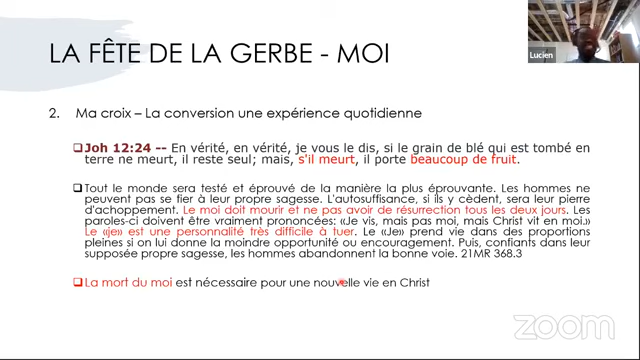 Lucien
LA FÊTE DE LA GERBE - MOI
2. Ma croix – La conversion une expérience quotidienne
Joh 12:24 -- En vérité, en vérité, je vous le dis, si le grain de blé qui est tombé en
terre ne meurt, il reste seul; mais, s'il meurt, il porte beaucoup de fruit.
Tout le monde sera testé et éprouvé de la manière la plus éprouvante. Les hommes ne
peuvent pas se fier à leur propre sagesse. L'autosuffisance, si ils y cèdent, sera leur pierre
d'achoppement. Le moi doit mourir et ne pas avoir de résurrection tous les deux jours. Les
paroles-ci doivent être vraiment prononcées: «Je vis, mais pas moi, mais Christ vit en moi.»
Le «je» est une personnalité très difficile à tuer. Le «Je» prend vie dans des proportions
pleines si on lui donne la moindre opportunité ou encouragement. Puis, confiants dans leur
supposée propre sagesse, les hommes abandonnent la bonne voie. 21MR 368.3
La mort du moi est nécessaire pour une nouvelle vie en Christ
zoom